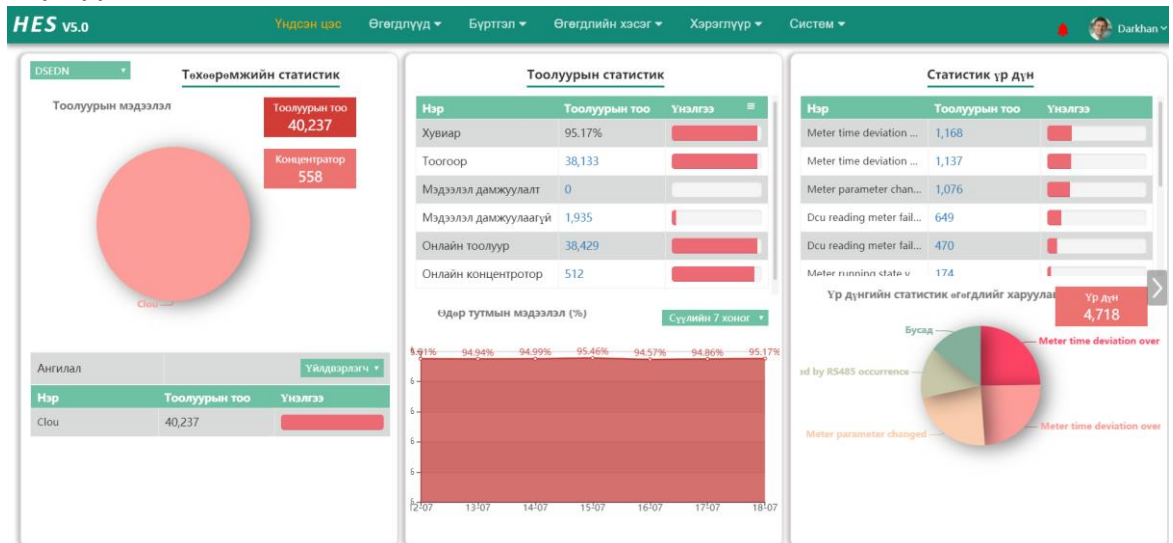 HES V5.0
Үндсэн цэс Өгөгдлүүд Бүртгэл Өгөгдлийн хэсэг Хэрэглүүр Систем
Darkhan
DSEDN
Төхөөрөмжийн статистик
Тоолуурын мэдээлэл
Тоолуурын тоо
40,237
Концентратор
558
Clou
Ангилал Үйлдвэрлэгч
Нэр Тоолуурын тоо Үнэлгээ
Clou 40,237
Тоолуурын статистик
Нэр Тоолуурын тоо Үнэлгээ
Хувиар 95.17%
Тоогоор 38,133
Мэдээлэл дамжуулалт 0
Мэдээлэл дамжуулаагүй 1,935
Онлайн тоолуур 38,429
Онлайн концентротор 512
Өдөр тутмын мэдээлэл (%)
Сүүлийн 7 хоног
94.94% 94.99% 95.46% 94.57% 94.86% 95.17%
12-07 13-07 14-07 15-07 16-07 17-07 18-07
Статистик үр дүн
Нэр Тоолуурын тоо Үнэлгээ
Meter time deviation ... 1,168
Meter time deviation ... 1,137
Meter parameter chan... 1,076
Dcu reading meter fail... 649
Dcu reading meter fail... 470
Meter running state 174
Үр дүнгийн статистик өгөгдлийг
Үр дүн
4,718
Бусад
Meter time deviation over
ed by RS485 occurrence
Meter parameter changed
Meter time deviation over